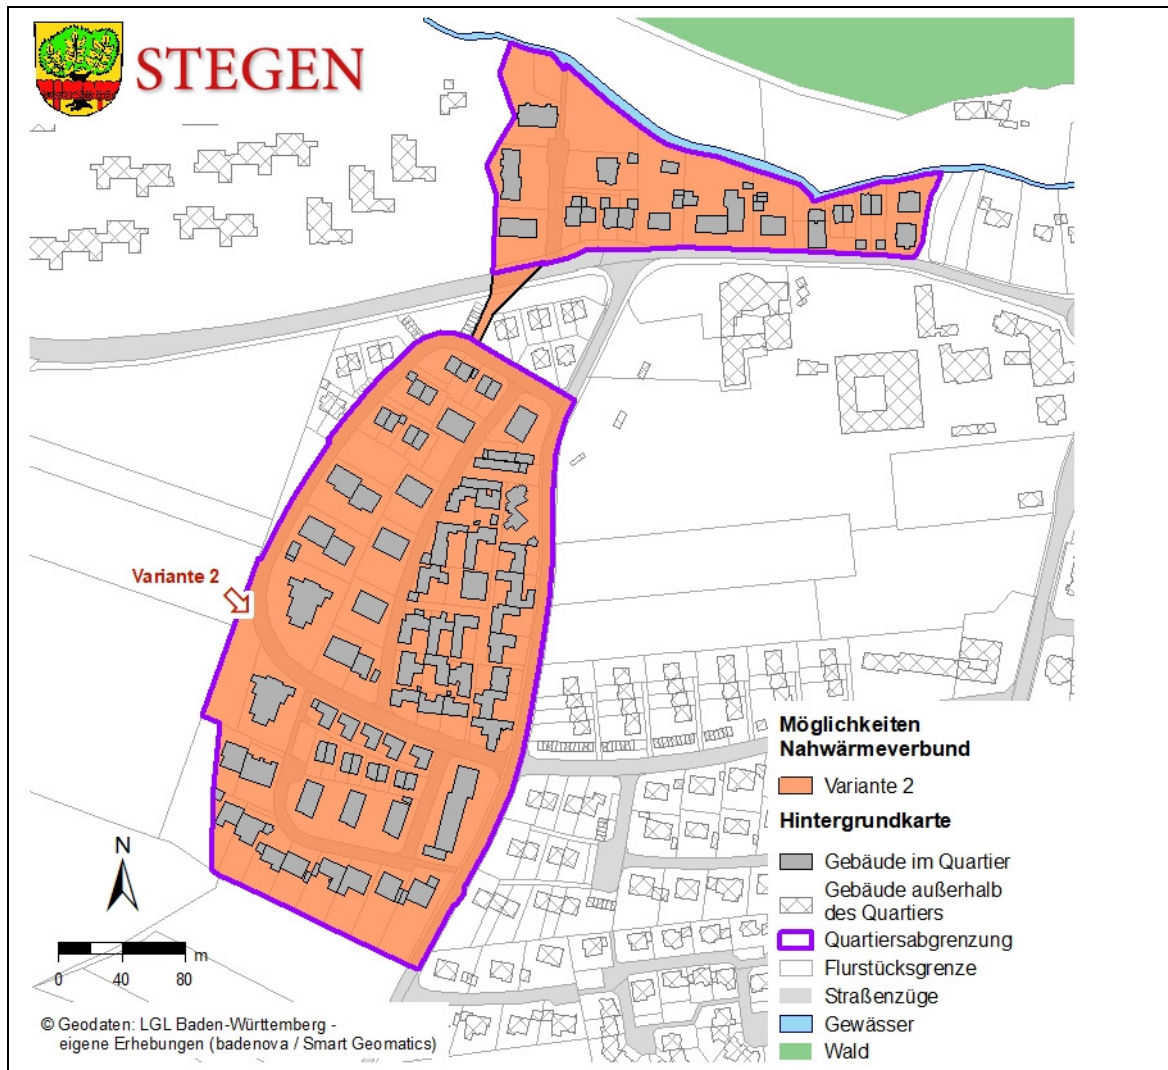 STEGEN
Variante 2
Möglichkeiten
Nahwärmeverbund
Variante 2
Hintergrundkarte
Gebäude im Quartier
Gebäude außerhalb
des Quartiers
Quartiersabgrenzung
Flurstücksgrenze
Straßenzüge
Gewässer
Wald
N
m
0 40 80
© Geodaten: LGL Baden-Württemberg -
eigene Erhebungen (badenova / Smart Geomatics)